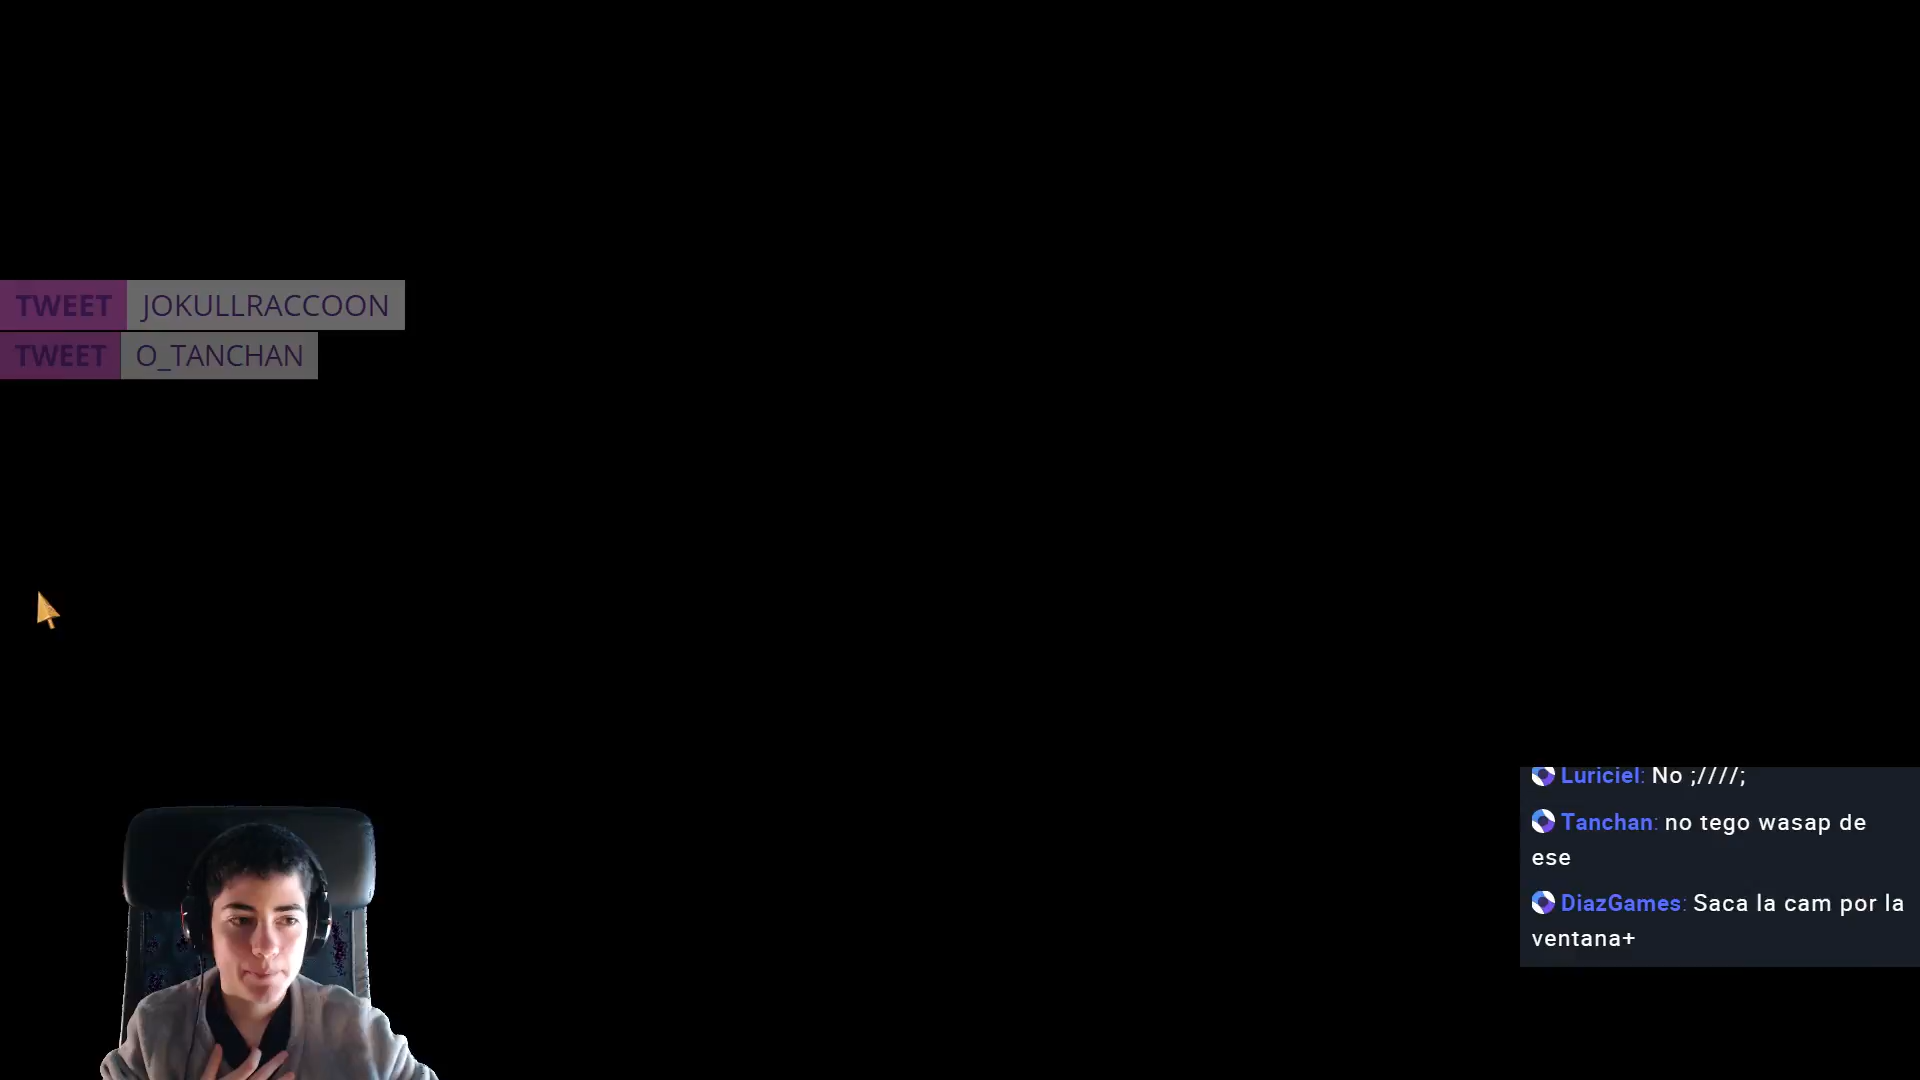 TWEET JOKULLRACCOON
TWEET O_TANCHAN
Luriciel: No ;////;
Tanchan: no tego wasap de
ese
DiazGames: Saca la cam por la
ventana+